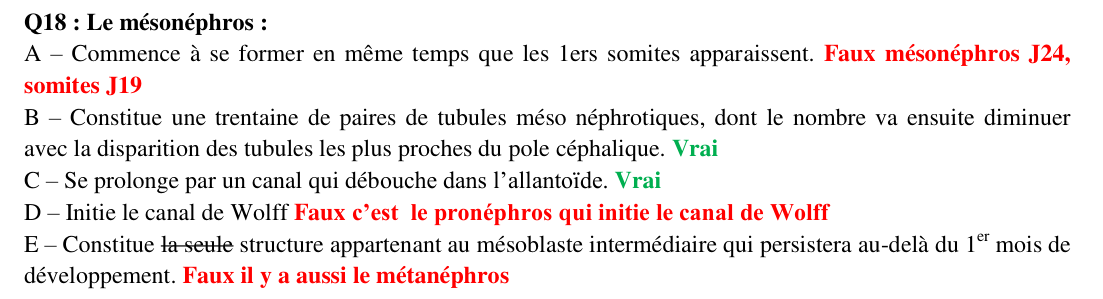 Q18 : Le mésonéphros :
A – Commence à se former en même temps que les 1ers somites apparaissent. Faux mésonéphros J24,
somites J19
B – Constitue une trentaine de paires de tubules méso néphrotiques, dont le nombre va ensuite diminuer
avec la disparition des tubules les plus proches du pole céphalique. Vrai
C – Se prolonge par un canal qui débouche dans l’allantoïde. Vrai
D – Initie le canal de Wolff Faux c’est le pronéphros qui initie le canal de Wolff
E – Constitue la seule structure appartenant au mésoblaste intermédiaire qui persistera au-delà du 1er mois de
développement. Faux il y a aussi le métanéphros